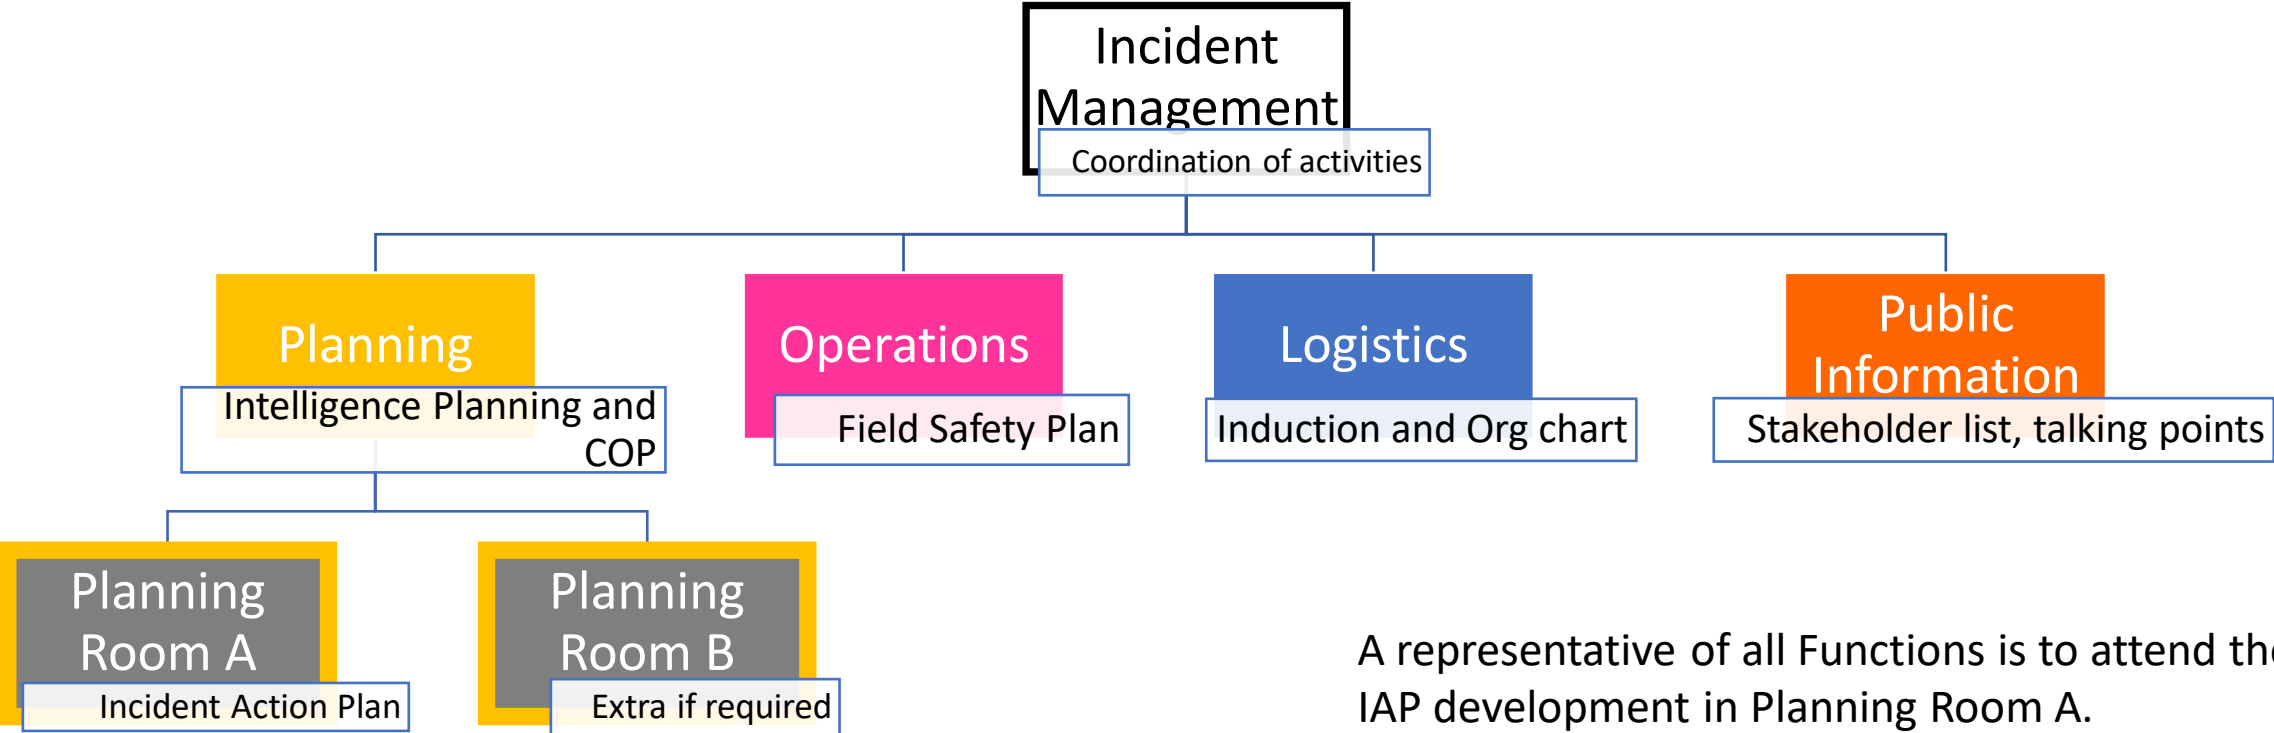 Incident
Management
Coordination of activities
Planning
Intelligence Planning and
COP
Operations
Field Safety Plan
Logistics
Induction and Org chart
Public
Information
Stakeholder list, talking points
Planning
Room A
Incident Action Plan
Planning
Room B
Extra if required
A representative of all Functions is to attend the
IAP development in Planning Room A.